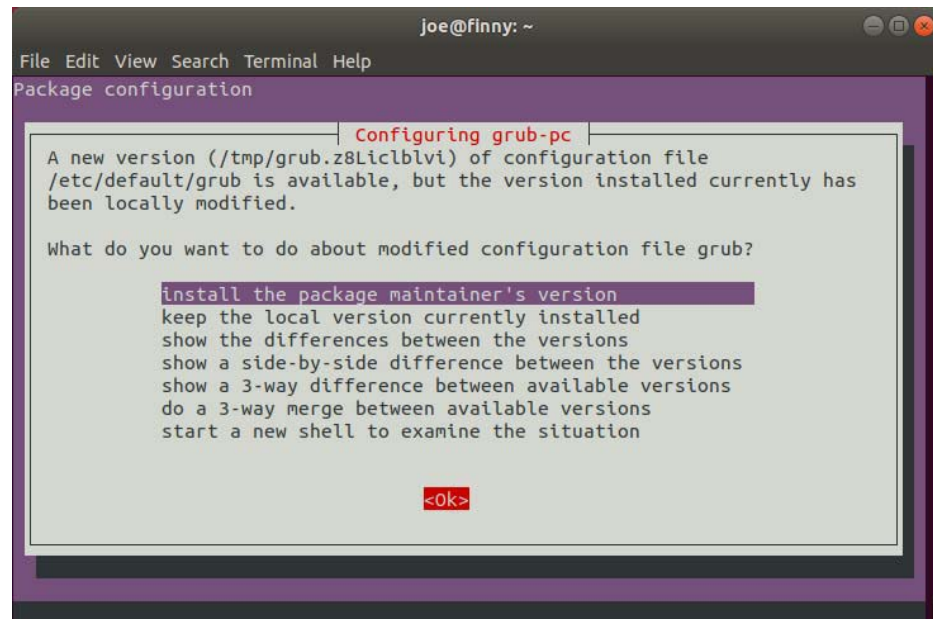 joe@finny: ~
File Edit View Search Terminal Help
Package configuration
Configuring grub-pc
A new version (/tmp/grub.z8Liclblvi) of configuration file
/etc/default/grub is available, but the version installed currently has
been locally modified.
What do you want to do about modified configuration file grub?
install the package maintainer's version
keep the local version currently installed
show the differences between the versions
show a side-by-side difference between the versions
show a 3-way difference between available versions
do a 3-way merge between available versions
start a new shell to examine the situation
<Ok>